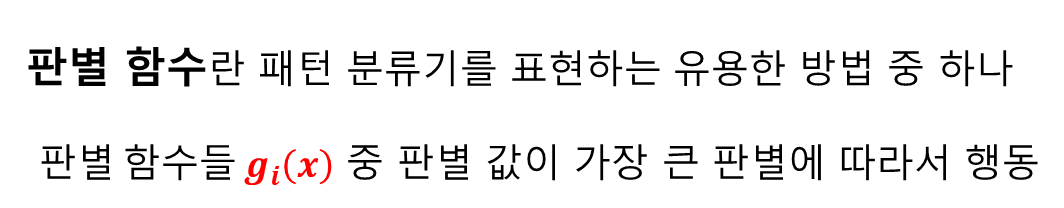 판별 함수란 패턴 분류기를 표현하는 유용한 방법 중 하나
판별 함수들 gᵢ(x) 중 판별 값이 가장 큰 판별에 따라서 행동